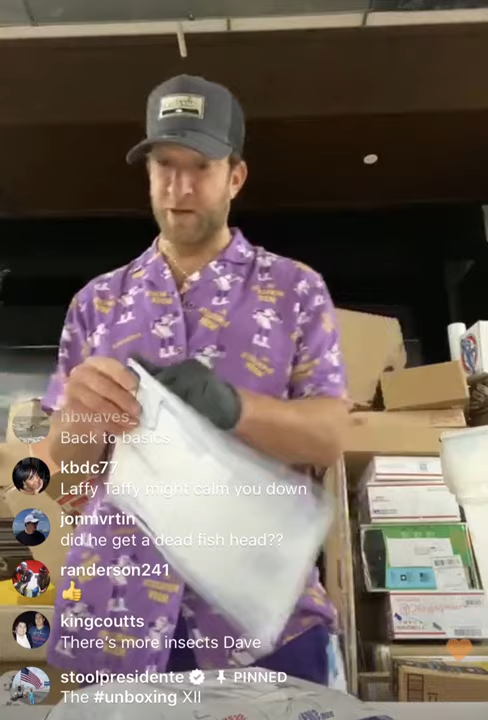 hbwaves_
Back to basics
kbdc77
Laffy Taffy might calm you down
jonmvrtin
did he get a dead fish head??
randerson241
👍
kingcoutts
There's more insects Dave
stoolpresidente PINNED
The #unboxing XII